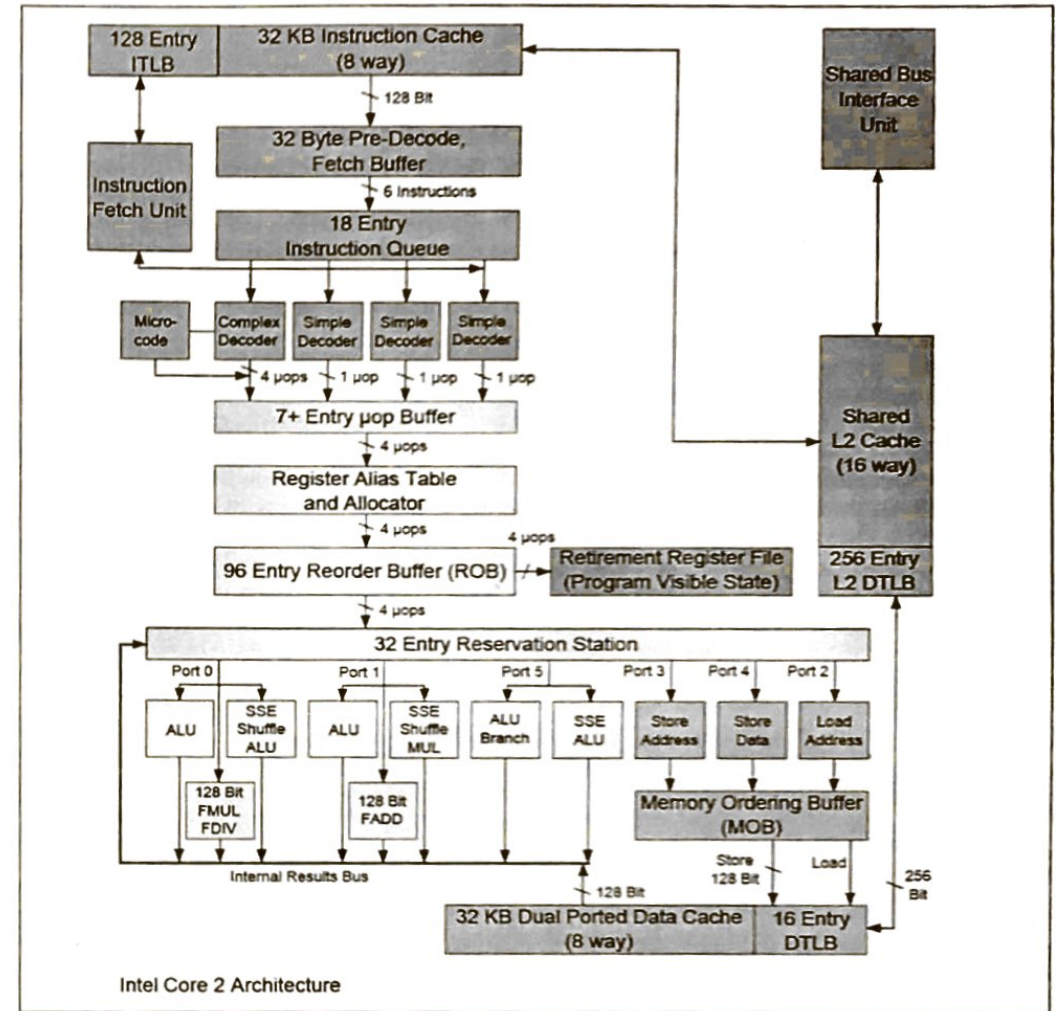 128 Entry
ITLB
32 KB Instruction Cache
(8 way)
Shared Bus
Interface
Unit
128 Bit
32 Byte Pre-Decode,
Fetch Buffer
Instruction
Fetch Unit
6 Instructions
18 Entry
Instruction Queue
Micro-
code
Complex
Decoder
Simple
Decoder
Simple
Decoder
Simple
Decoder
4 µops
1 µop
1 µop
1 µop
7+ Entry µop Buffer
Shared
L2 Cache
(16 way)
4 µops
Register Alias Table
and Allocator
4 µops
4 µops
96 Entry Reorder Buffer (ROB)
Retirement Register File
(Program Visible State)
256 Entry
L2 DTLB
4 µops
32 Entry Reservation Station
Port 0
Port 1
Port 5
Port 3
Port 4
Port 2
ALU
SSE
Shuffle
ALU
ALU
SSE
Shuffle
MUL
ALU
Branch
SSE
ALU
Store
Address
Store
Data
Load
Address
128 Bit
FMUL
FDIV
128 Bit
FADD
Memory Ordering Buffer
(MOB)
Internal Results Bus
Store
128 Bit
Load
128 Bit
256
Bit
32 KB Dual Ported Data Cache
(8 way)
16 Entry
DTLB
Intel Core 2 Architecture